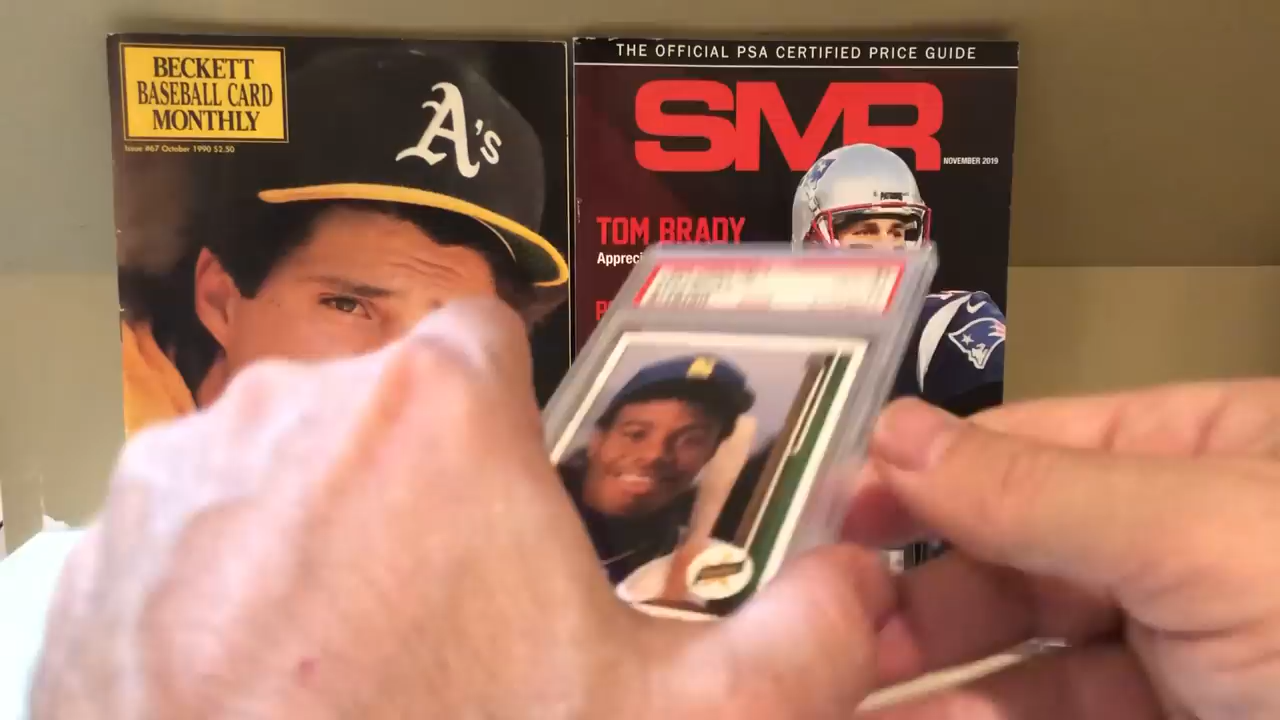 BECKETT
BASEBALL CARD
MONTHLY
Issue #67 October 1990 $2.50
A's
THE OFFICIAL PSA CERTIFIED PRICE GUIDE
SMR
NOVEMBER 2019
TOM BRADY
PATRIOTS